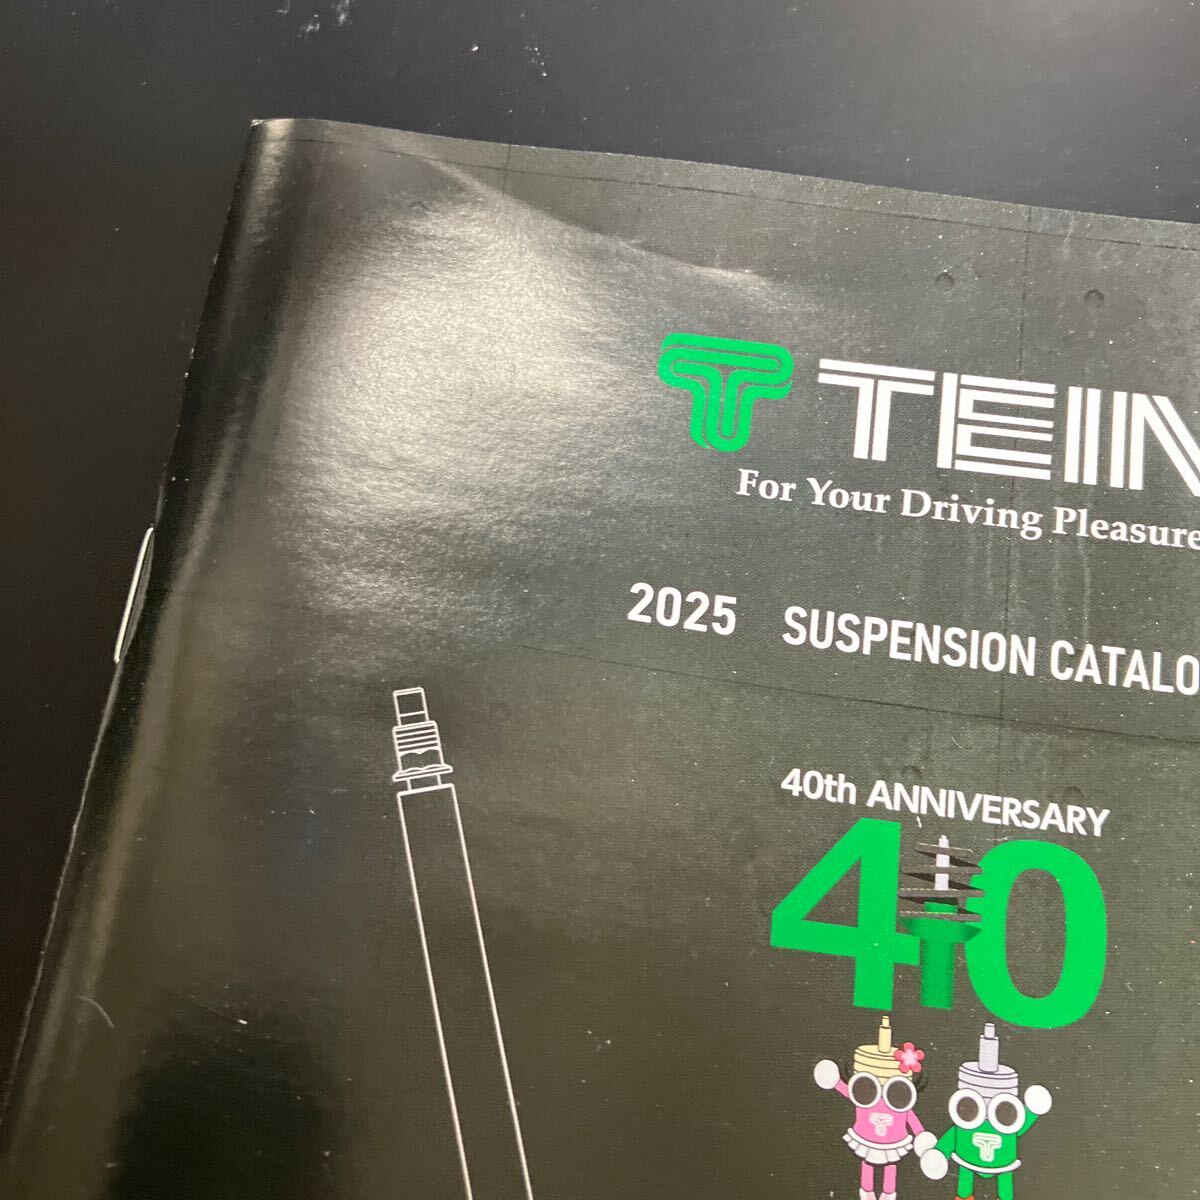 TEIN
For Your Driving Pleasure
2025 SUSPENSION CATALO
40th ANNIVERSARY
40